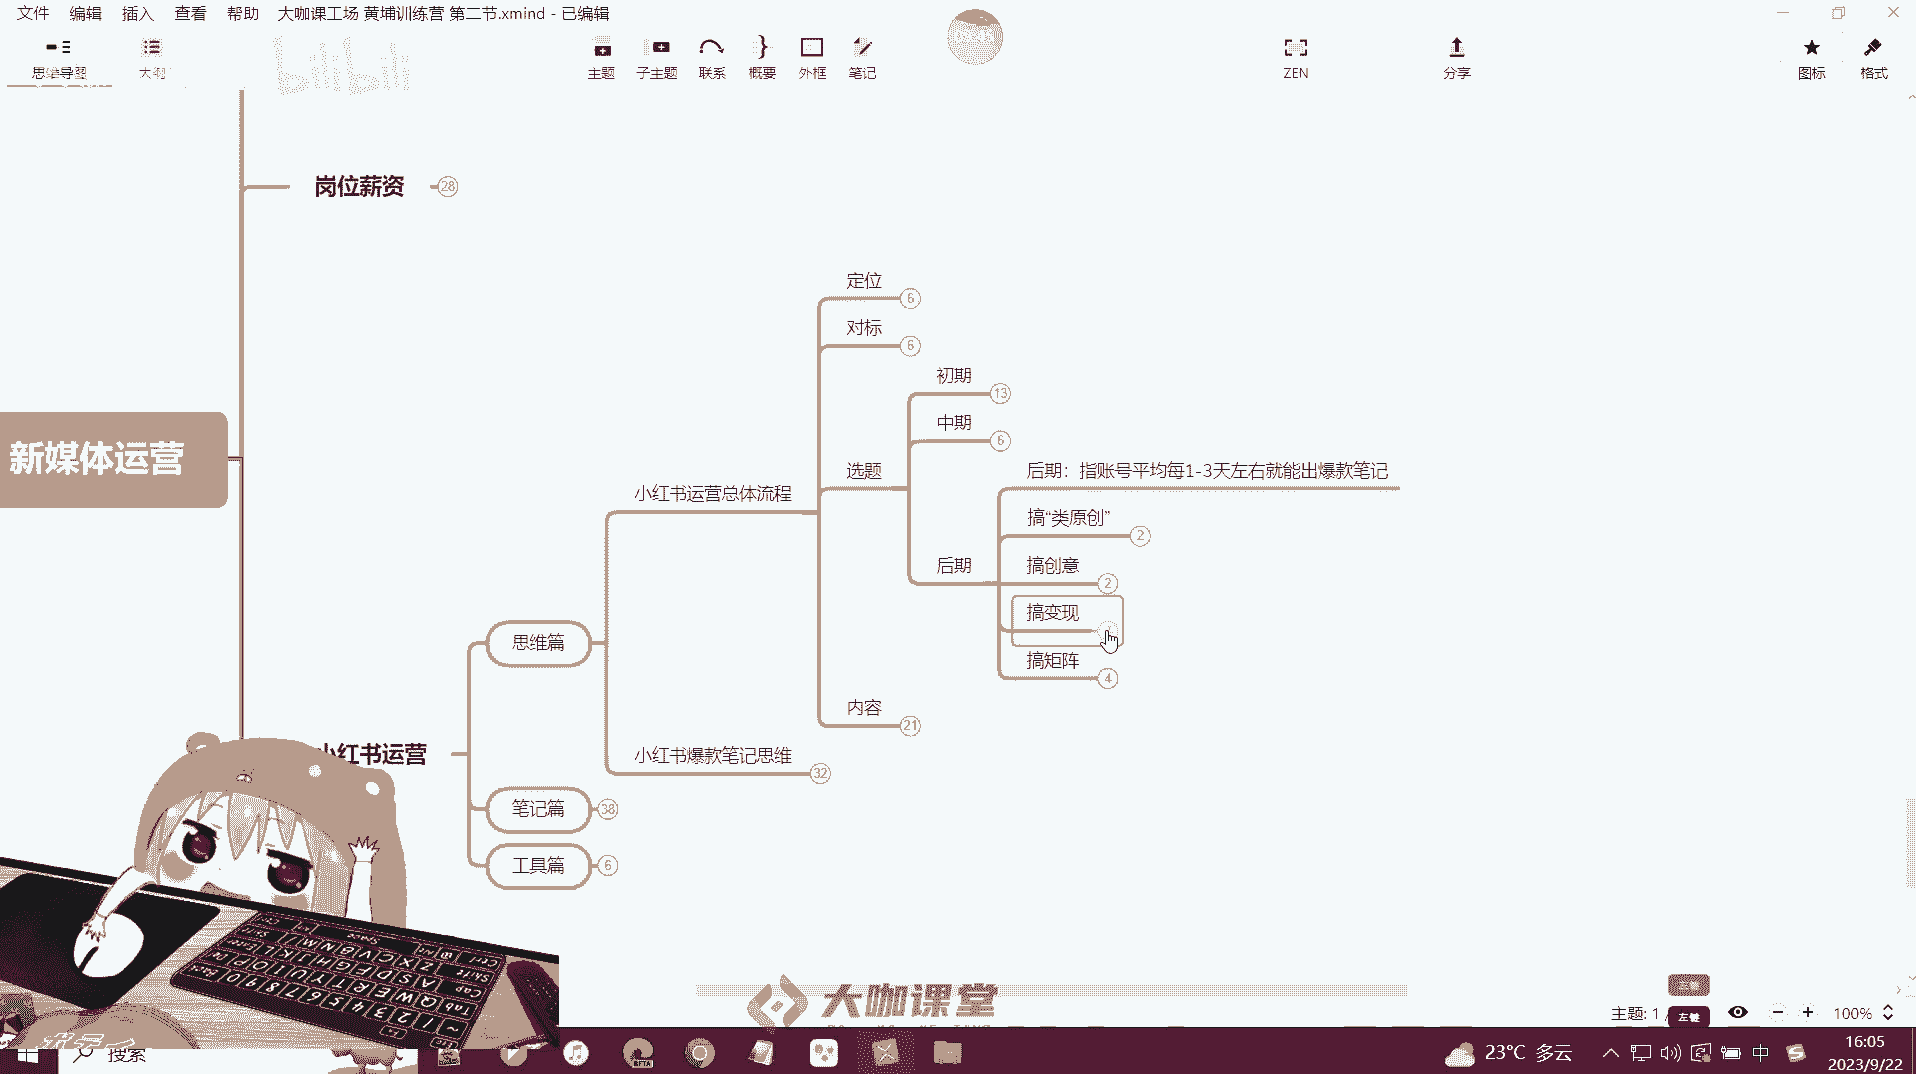 文件 编辑 插入 查看 帮助 大咖课工场 黄埔训练营 第二节.xmind - 已编辑
思维导图 大纲 bilibili 主题 子主题 联系 概要 外框 笔记 ZEN 分享 图标 格式
岗位薪资 28
定位 6
对标 6
初期 13
中期 6
新媒体运营
选题
后期：指账号平均每1-3天左右就能出爆款笔记
小红书运营总体流程
搞“类原创” 2
后期
搞创意 2
搞变现
思维篇
搞矩阵 4
内容 21
小红书运营
小红书爆款笔记思维 32
笔记篇 38
工具篇 6
大咖课堂
主题: 1 / 左键 100%
搜索
23°C 多云 中 16:05
2023/9/22